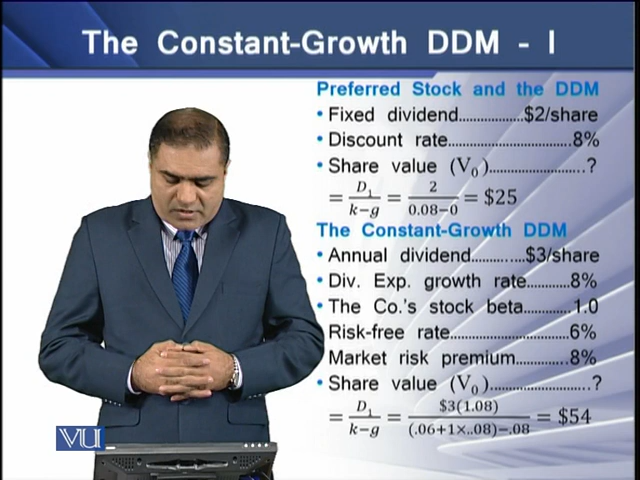 The Constant-Growth DDM - I
Preferred Stock and the DDM
• Fixed dividend..................$2/share
• Discount rate..............................8%
• Share value (V₀)..........................?
= D₁/(k−g) = 2/(0.08−0) = $25
The Constant-Growth DDM
• Annual dividend.............$3/share
• Div. Exp. growth rate..........8%
• The Co.'s stock beta...........1.0
Risk-free rate...........................6%
Market risk premium..............8%
• Share value (V₀)..........................?
= D₁/(k−g) = $3(1.08)/((.06+1×..08)−.08) = $54
VU